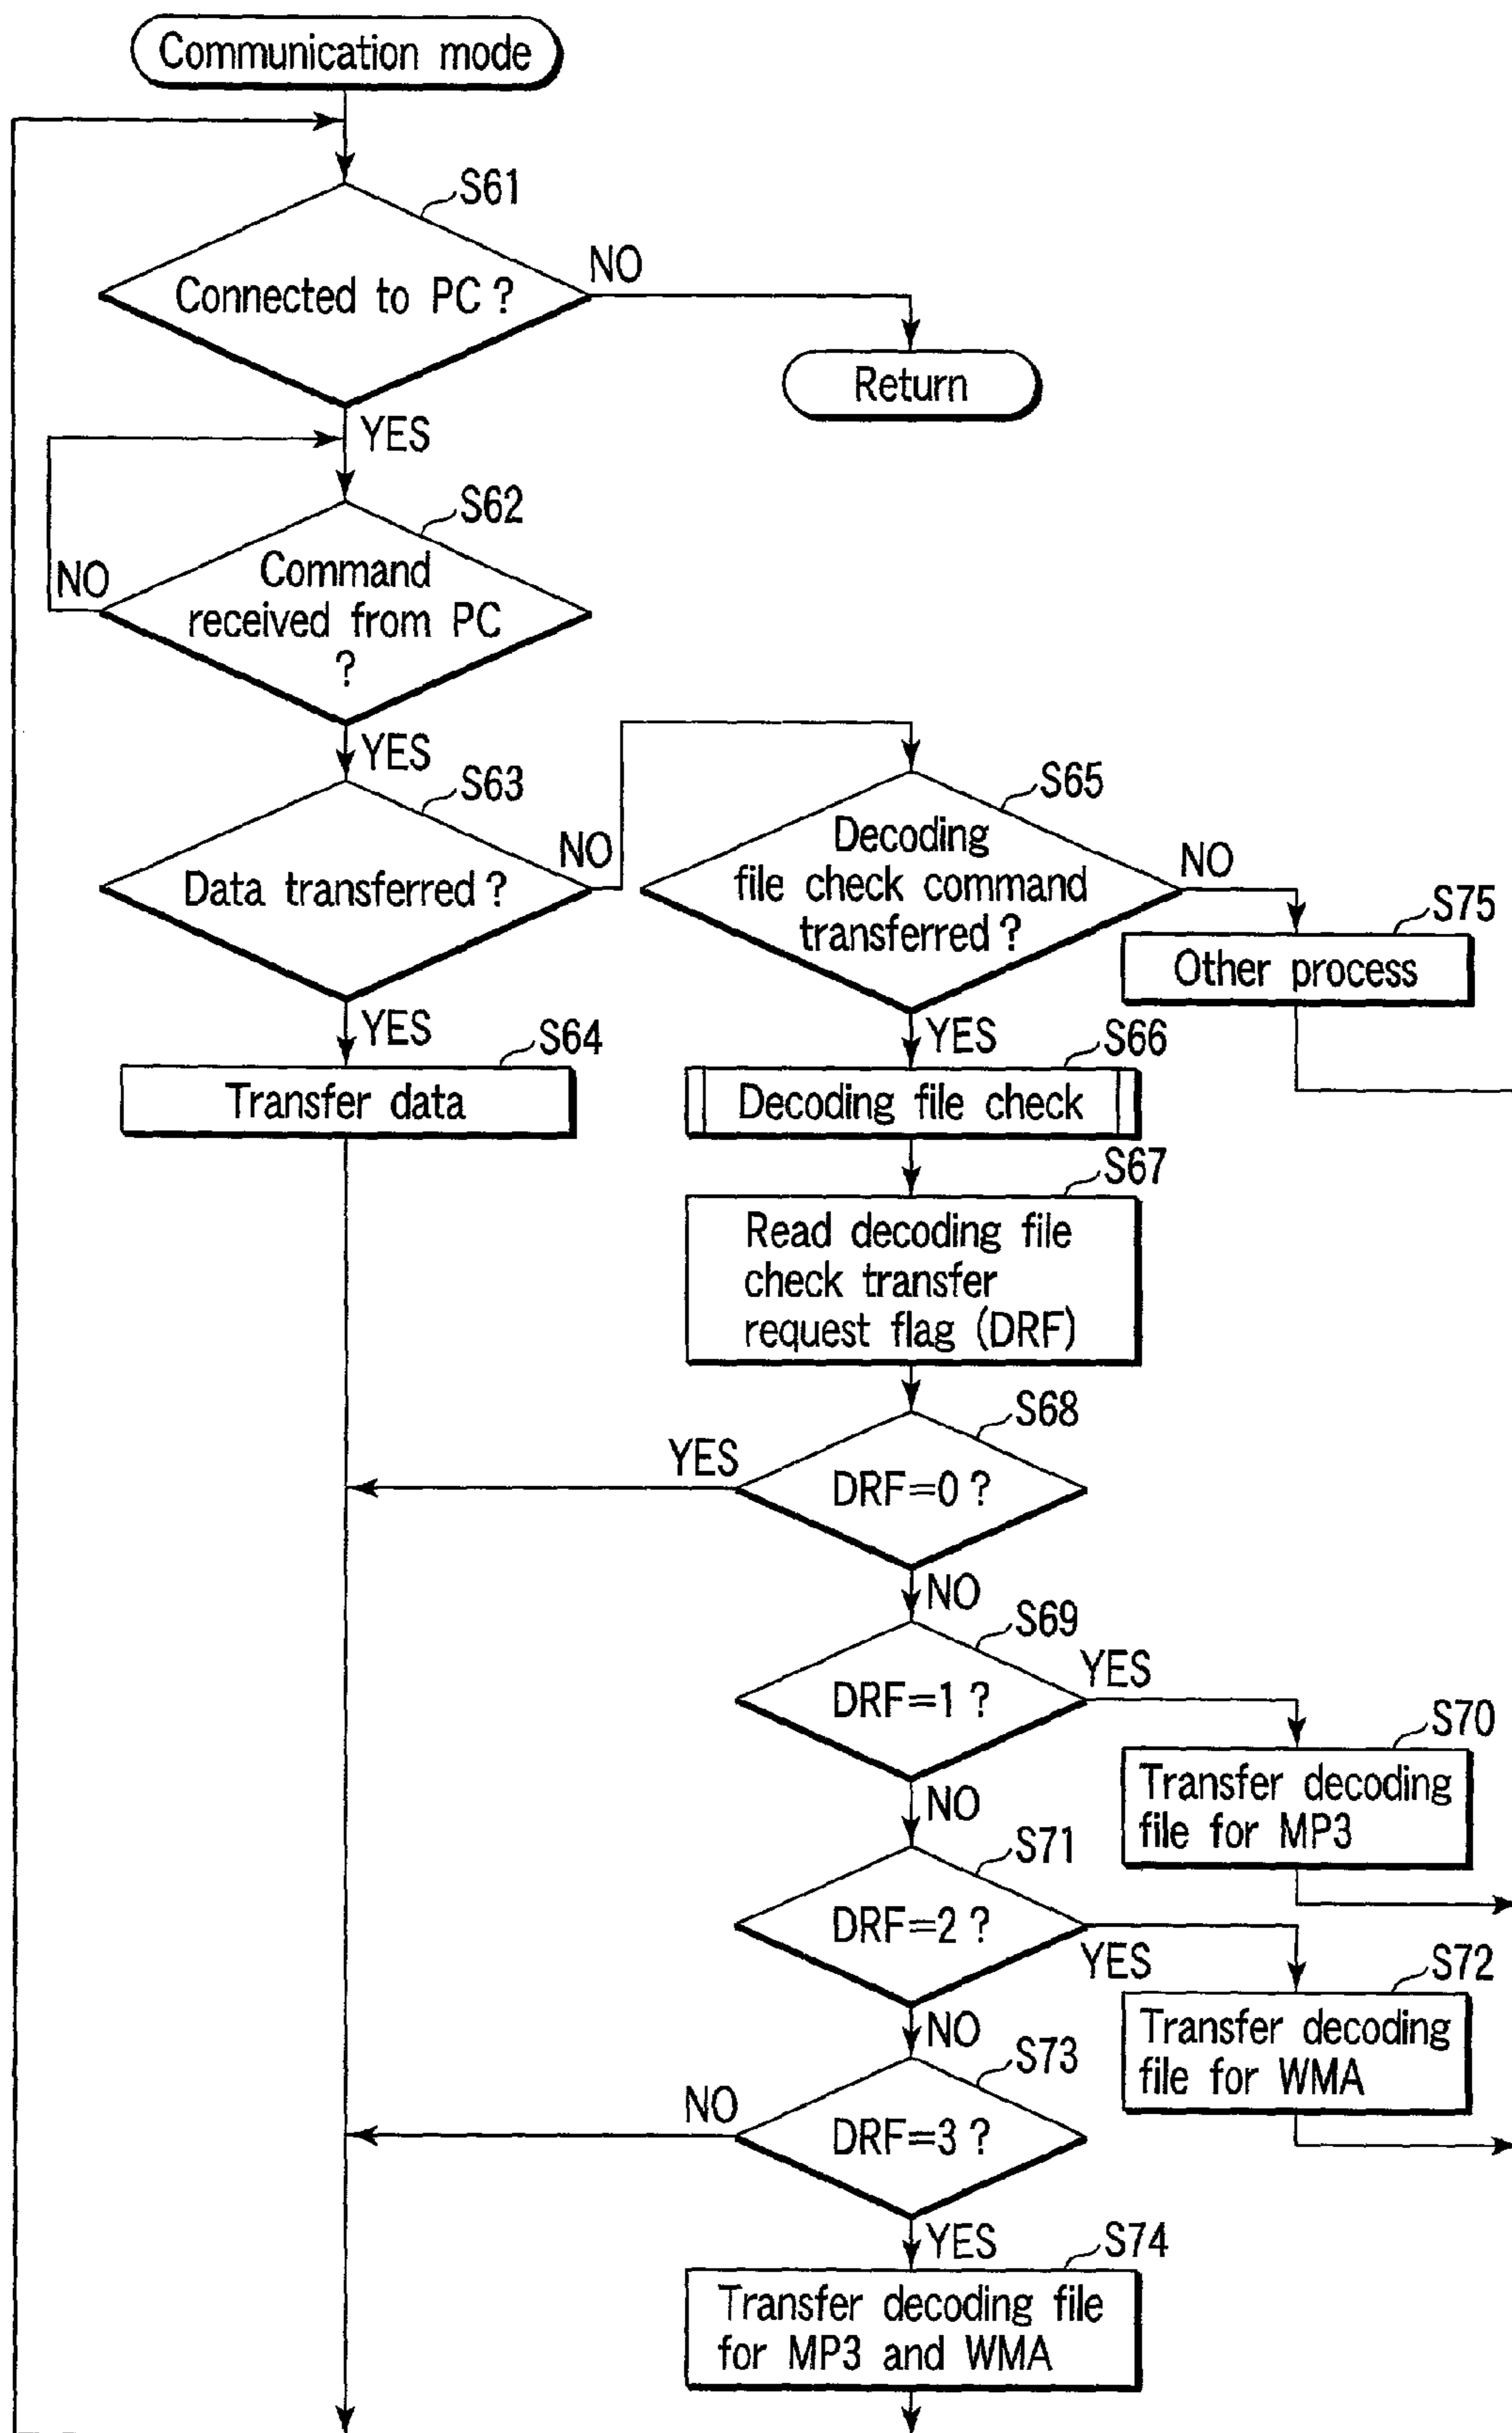 Communication mode
S61
Connected to PC ?
NO
Return
YES
S62
Command
received from PC
?
NO
YES
S63
Data transferred ?
NO
S65
Decoding
file check command
transferred ?
NO
S75
Other process
YES
S64
Transfer data
YES
S66
Decoding file check
S67
Read decoding file
check transfer
request flag (DRF)
S68
DRF=0 ?
YES
NO
S69
DRF=1 ?
YES
S70
Transfer decoding
file for MP3
NO
S71
DRF=2 ?
YES
S72
Transfer decoding
file for WMA
NO
S73
DRF=3 ?
NO
YES
S74
Transfer decoding file
for MP3 and WMA